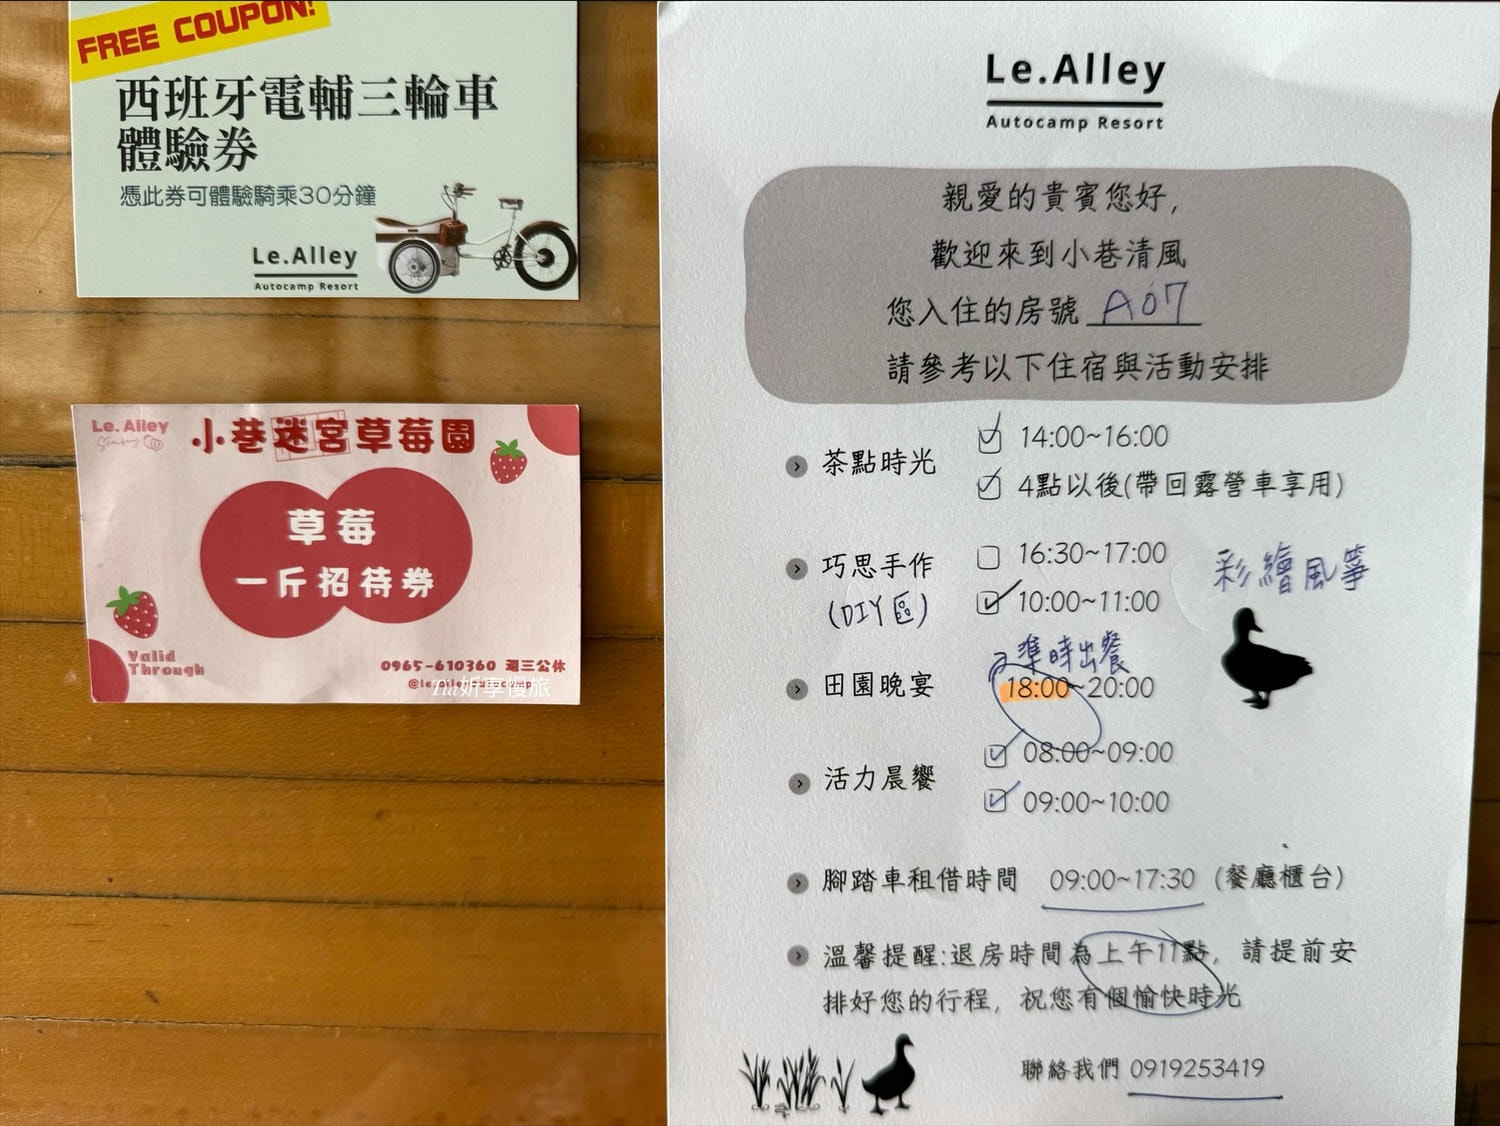 FREE COUPON!
西班牙電輔三輪車
體驗券
憑此券可體驗騎乘30分鐘
Le.Alley
Autocamp Resort
Le.Alley
小巷迷宮草莓園
草莓
一斤招待券
Valid
Through
0965-610360 週三公休
Tia妡享慢旅
Le.Alley
Autocamp Resort
親愛的貴賓您好,
歡迎來到小巷清風
您入住的房號 A07
請參考以下住宿與活動安排
茶點時光
14:00~16:00
4點以後(帶回露營車享用)
巧思手作
(DIY區)
16:30~17:00
10:00~11:00
彩繪風箏
準時出餐
田園晚宴
18:00~20:00
活力晨饗
08:00~09:00
09:00~10:00
腳踏車租借時間 09:00~17:30 (餐廳櫃台)
溫馨提醒:退房時間為上午11點, 請提前安
排好您的行程, 祝您有個愉快時光
聯絡我們 0919253419